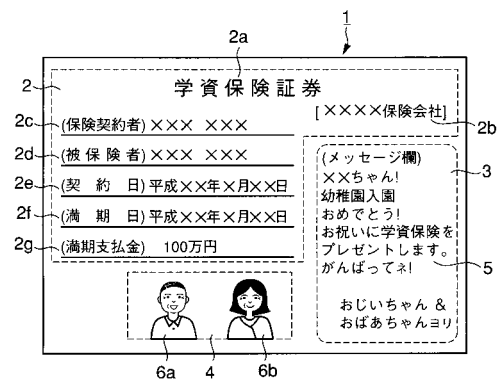 1
2a
2
学資保険証券
[××××保険会社]
2b
2c
(保険契約者) ××× ×××
2d
(被保険者) ××× ×××
2e
(契約日) 平成××年×月××日
2f
(満期日) 平成××年×月××日
2g
(満期支払金) 100万円
3
(メッセージ欄)
××ちゃん!
幼稚園入園
おめでとう!
お祝いに学資保険を
プレゼントします。
がんばってネ!
5
おじいちゃん &
おばあちゃんヨリ
6a
4
6b